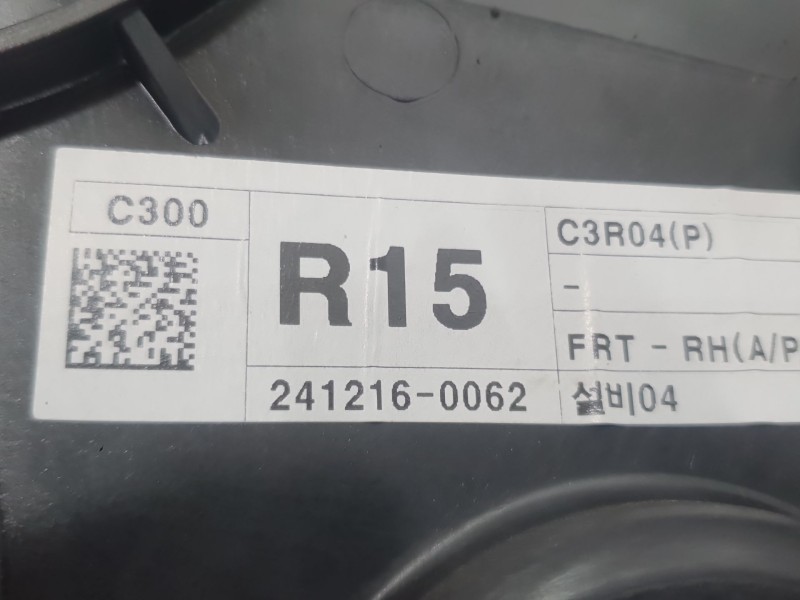 C300
R15
C3R04(P)
-
FRT - RH(A/P
241216-0062
설비04